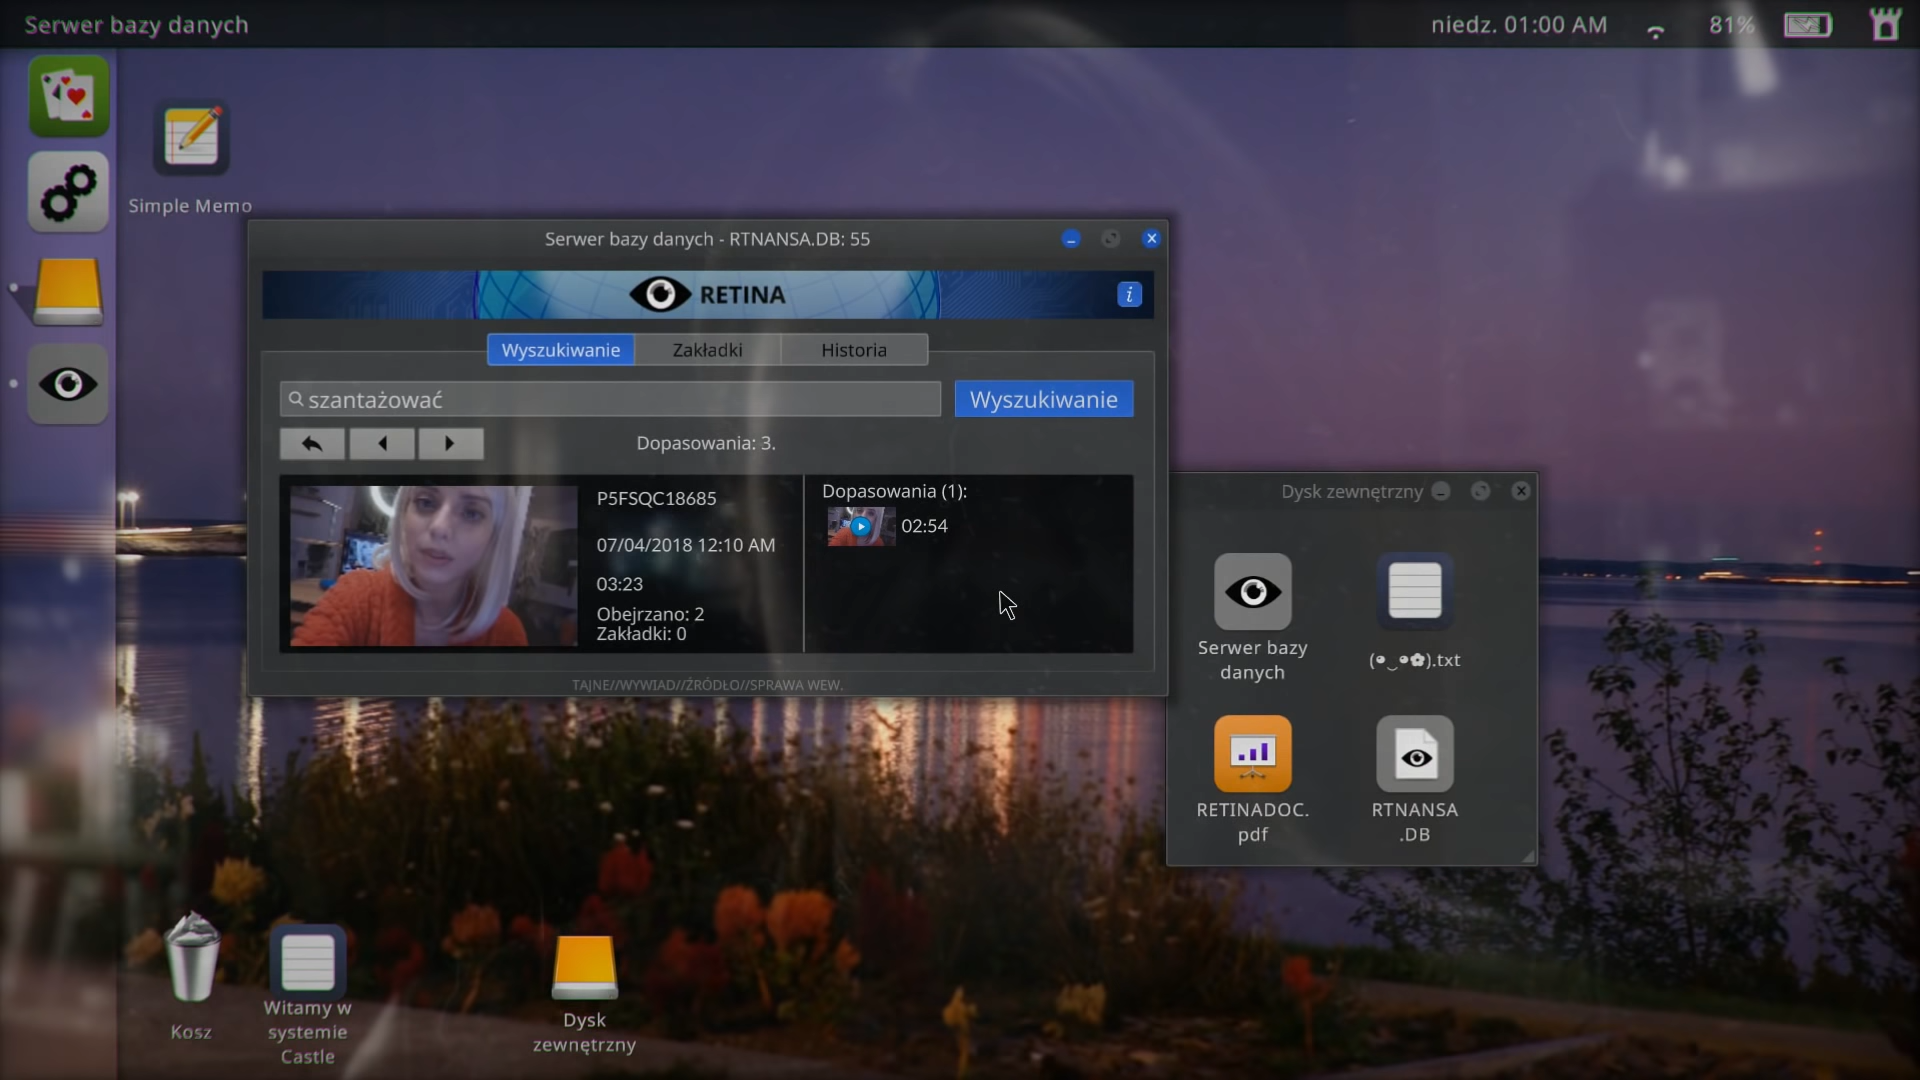 Serwer bazy danych
niedz. 01:00 AM
81%
Simple Memo
Serwer bazy danych - RTNANSA.DB: 55
RETINA
i
Wyszukiwanie
Zakładki
Historia
szantażować
Wyszukiwanie
Dopasowania: 3.
P5FSQC18685
07/04/2018 12:10 AM
03:23
Obejrzano: 2
Zakładki: 0
Dopasowania (1):
02:54
TAJNE//WYWIAD//ŹRÓDŁO//SPRAWA WEW.
Dysk zewnętrzny
Serwer bazy
danych
(•‿•✿).txt
RETINADOC.
pdf
RTNANSA
.DB
Kosz
Witamy w
systemie
Castle
Dysk
zewnętrzny